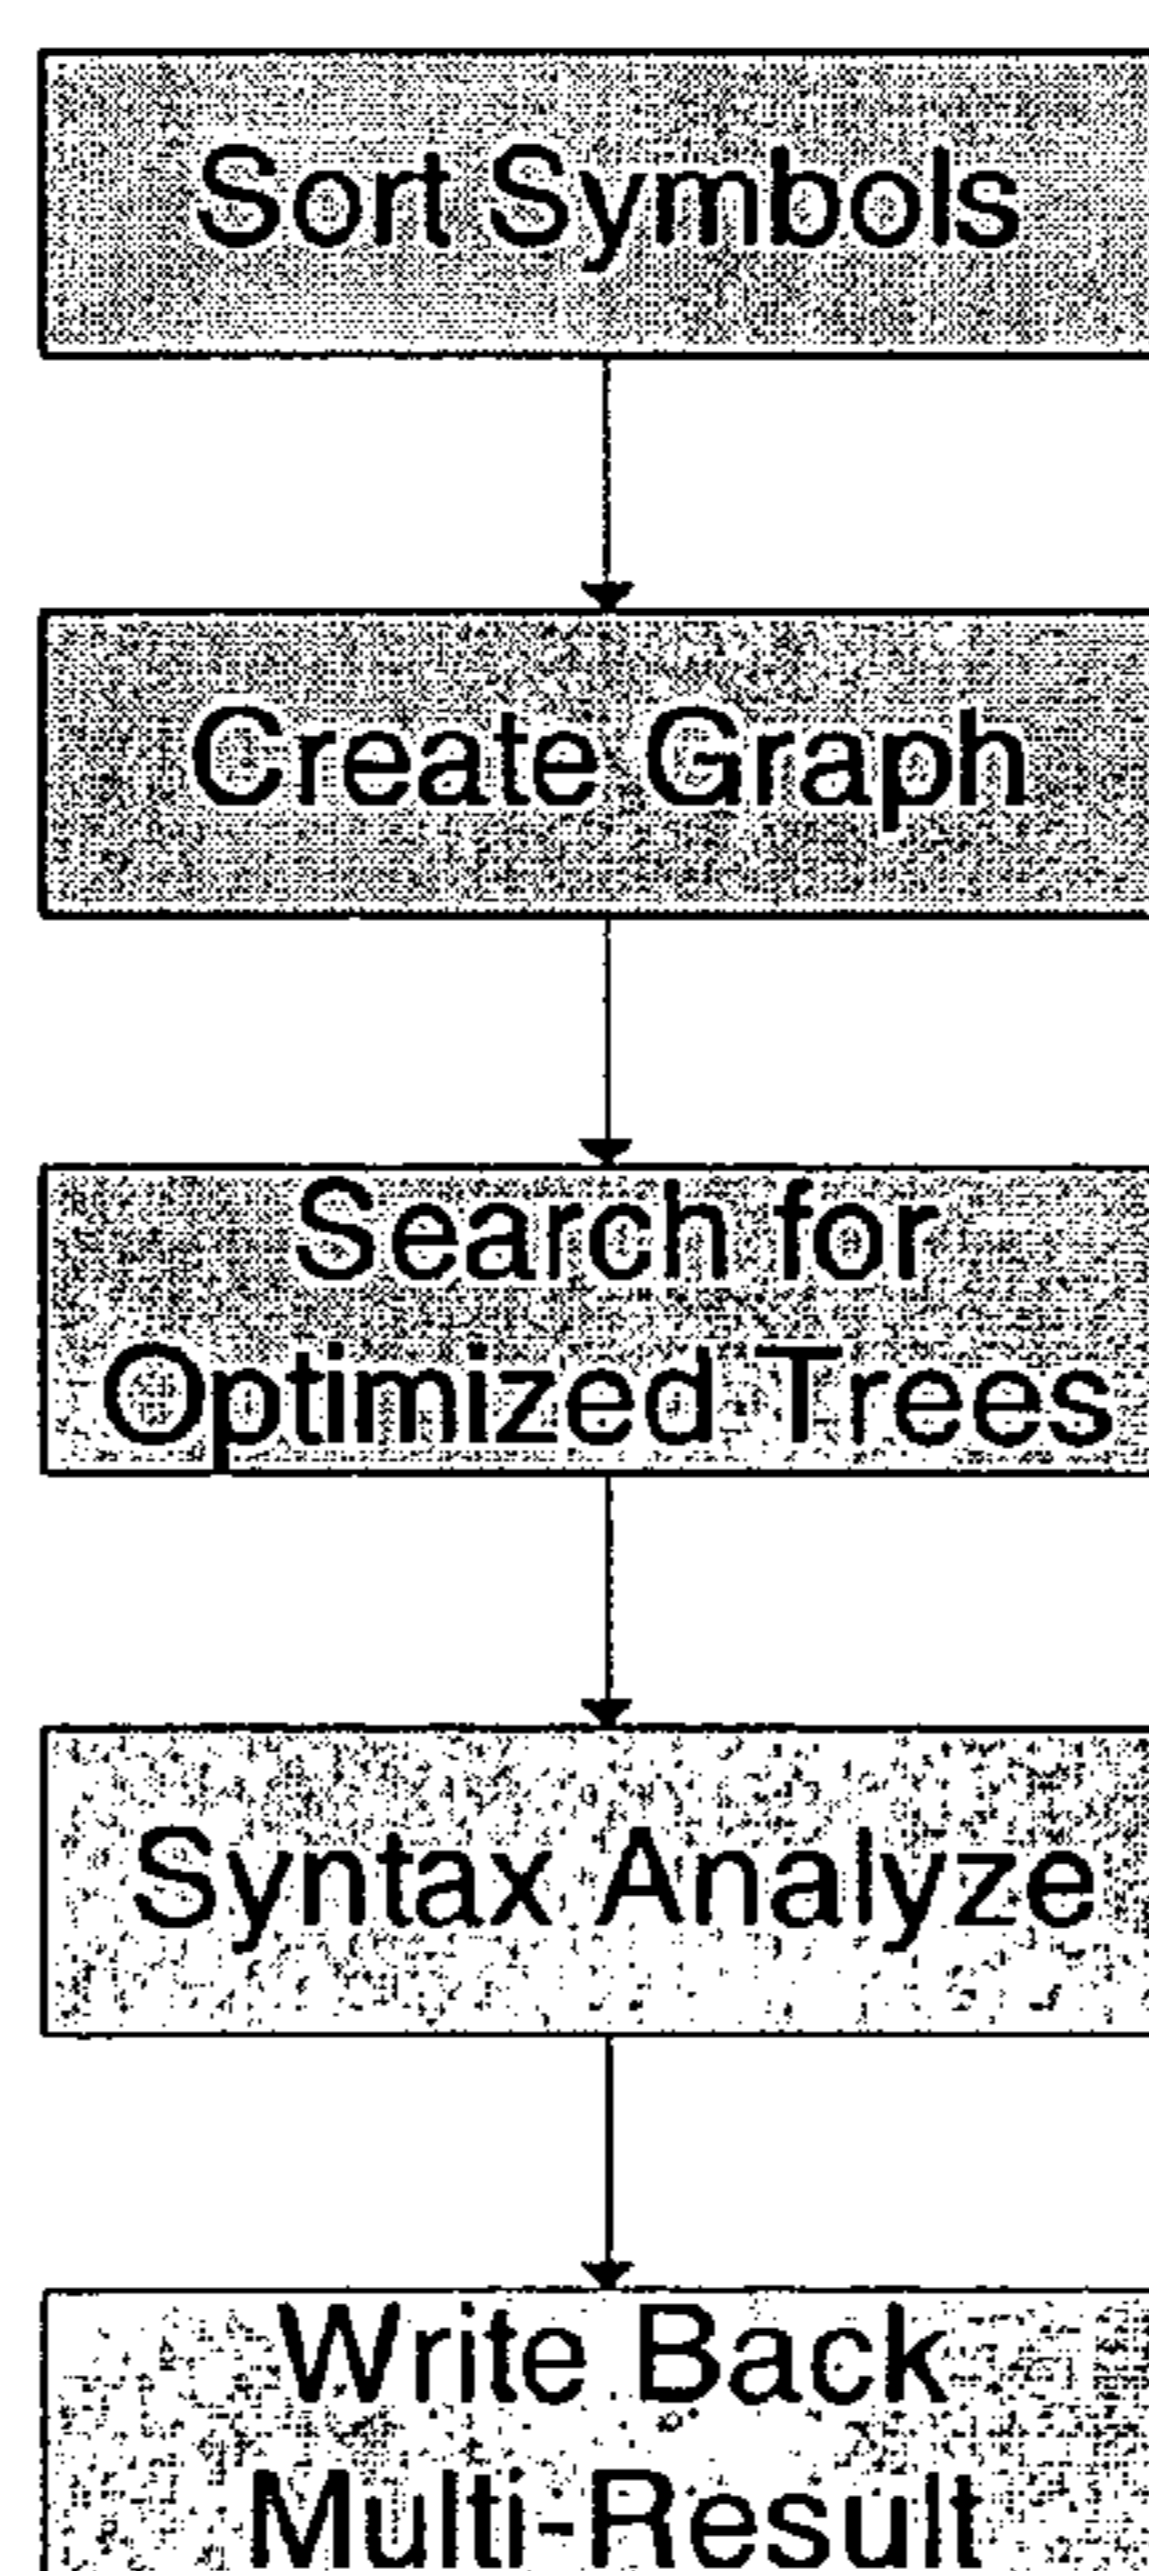 Sort Symbols
Create Graph
Search for
Optimized Trees
Syntax Analyze
Write Back
Multi-Result